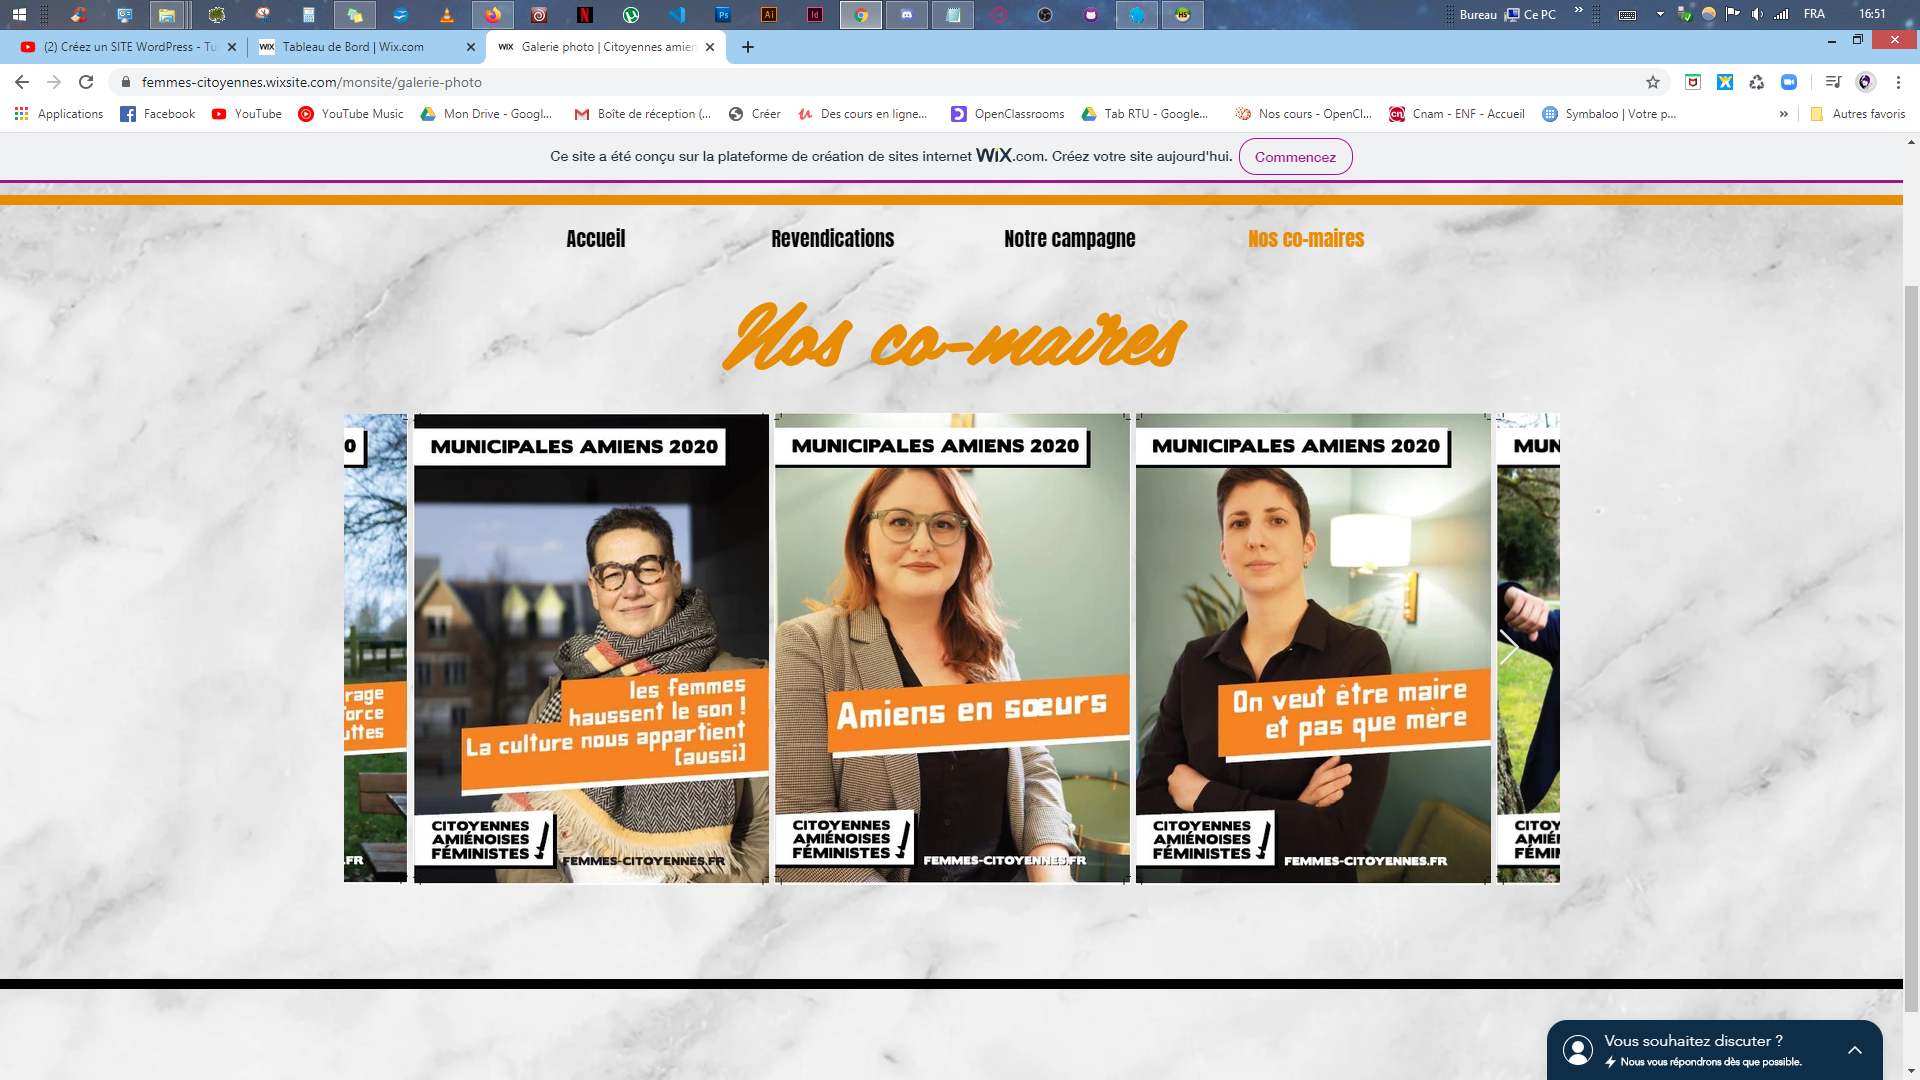 Bureau
Ce PC
FRA
16:51
(2) Créez un SITE WordPress - Tu
Tableau de Bord | Wix.com
Galerie photo | Citoyennes amien
femmes-citoyennes.wixsite.com/monsite/galerie-photo
Applications
Facebook
YouTube
YouTube Music
Mon Drive - Googl...
Boîte de réception (...
Créer
Des cours en ligne...
OpenClassrooms
Tab RTU - Google...
Nos cours - OpenCl...
Cnam - ENF - Accueil
Symbaloo | Votre p...
Autres favoris
Ce site a été conçu sur la plateforme de création de sites internet WiX.com. Créez votre site aujourd'hui.
Commencez
Accueil
Revendications
Notre campagne
Nos co-maires
Nos co-maires
0
rage
force
uttes
.FR
MUNICIPALES AMIENS 2020
les femmes
haussent le son !
La culture nous appartient
[aussi]
CITOYENNES
AMIÉNOISES
FÉMINISTES
FEMMES-CITOYENNES.FR
MUNICIPALES AMIENS 2020
Amiens en sœurs
CITOYENNES
AMIÉNOISES
FÉMINISTES
FEMMES-CITOYENNES.FR
MUNICIPALES AMIENS 2020
On veut être maire
et pas que mère
CITOYENNES
AMIÉNOISES
FÉMINISTES
FEMMES-CITOYENNES.FR
MUN
CITOY
AMIÉN
FÉMIN
Vous souhaitez discuter ?
Nous vous répondrons dès que possible.